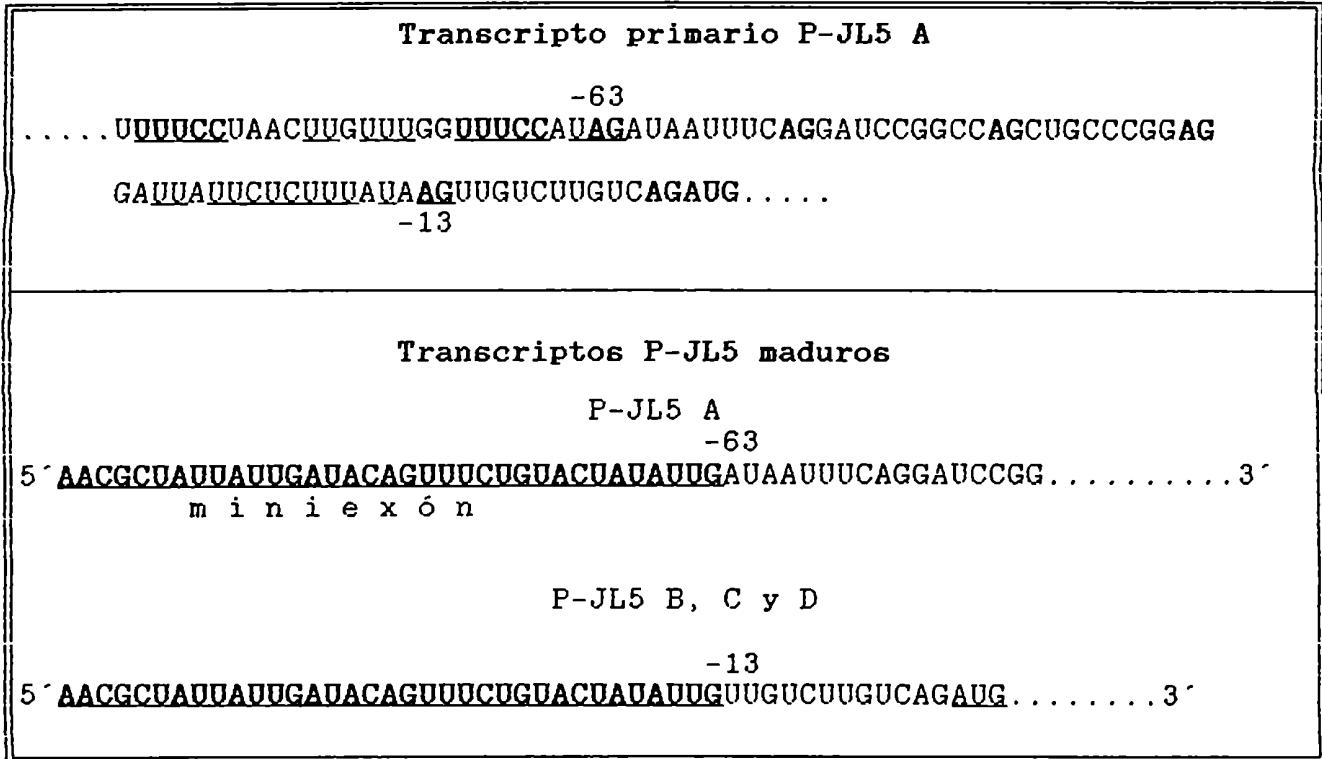 Transcripto primario P-JL5 A
-63
.....UUUUCCUAACUUGUUUGGUUUCCAUAGAUAAUUUCAGGAUCCGGCCAGCUGCCCGGAG
GAUUAUUCUCUUUAUAAGUUGUCUUGUCAGAUG.....
-13
Transcriptos P-JL5 maduros
P-JL5 A
-63
5´AACGCUAUUAUUGAUACAGUUUCUGUACUAUAUUGAUAAUUUCAGGAUCCGG..........3´
m i n i e x ó n
P-JL5 B, C y D
-13
5´AACGCUAUUAUUGAUACAGUUUCUGUACUAUAUUGUUGUCUUGUCAGAUG........3´